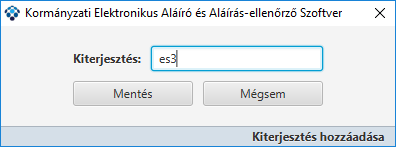 Kormányzati Elektronikus Aláíró és Aláírás-ellenőrző Szoftver
Kiterjesztés: es3
Mentés Mégsem
Kiterjesztés hozzáadása